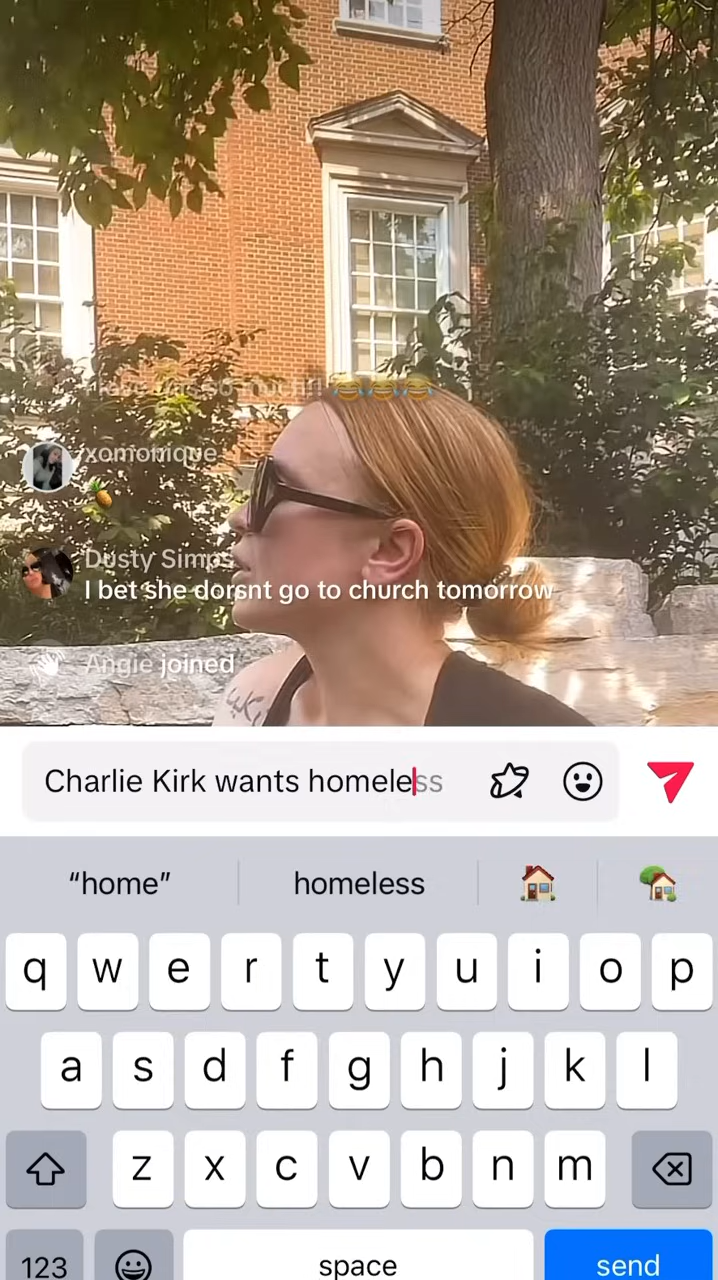 xomonique
🍍
Dusty Simps
I bet she dorsnt go to church tomorrow
Angie joined
Charlie Kirk wants homeless
“home” homeless 🏠 🏡
q w e r t y u i o p
a s d f g h j k l
z x c v b n m
123 space send